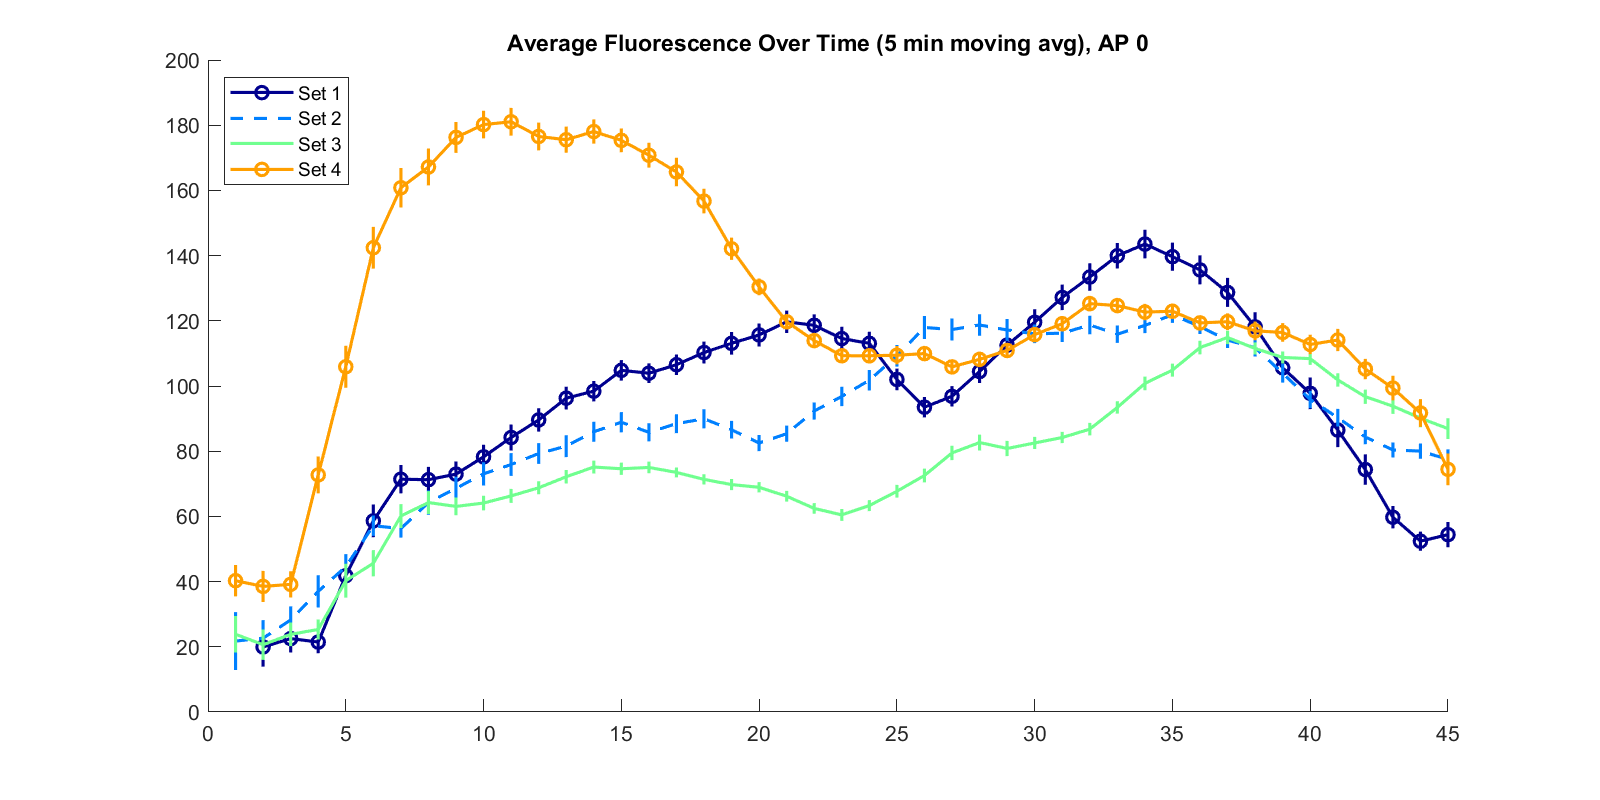 Average Fluorescence Over Time (5 min moving avg), AP 0
200
180
160
140
120
100
80
60
40
20
0
Set 1
Set 2
Set 3
Set 4
0 5 10 15 20 25 30 35 40 45